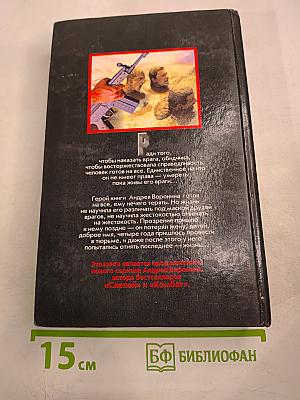 Ради того,
чтобы наказать врага, обидчика,
чтобы восторжествовала справедливость,
человек готов на все. Единственное, на что
он не имеет права — умереть,
пока живы его враги...
Герой книги Андрея Воронина готов
на все, ему нечего терять. Но жизнь
не научила его различать под маской друзей
врагов, не научила жестокостью отвечать
на жестокость. Прозрение пришло
к нему поздно — он потерял жену, детей,
доброе имя, четыре года пришлось провести
в тюрьме, и даже после этого у него
попытались отнять последнее — жизнь.
Эта книга является продолжением
нового сериала Андрея Воронина,
автора бестселлеров
«Слепой» и «Комбат».
15 см
БФ БИБЛИОФАН